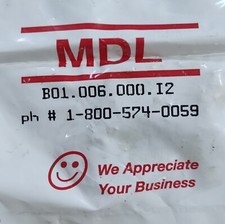 MDL
B01.006.000.I2
ph # 1-800-574-0059
We Appreciate
Your Business